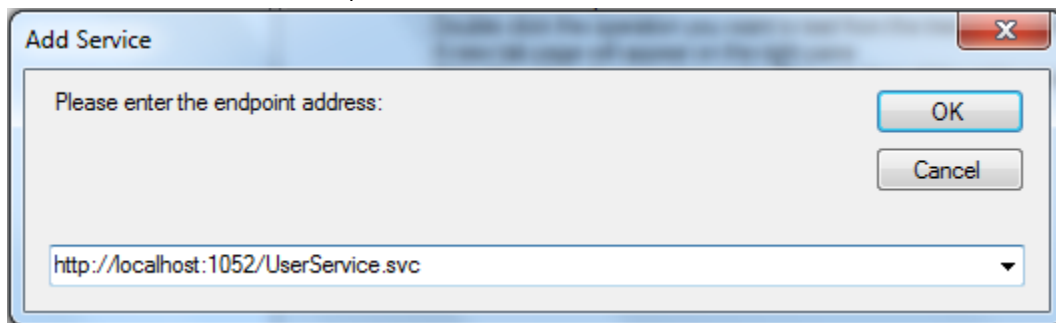 Add Service
Please enter the endpoint address:
OK
Cancel
http://localhost:1052/UserService.svc